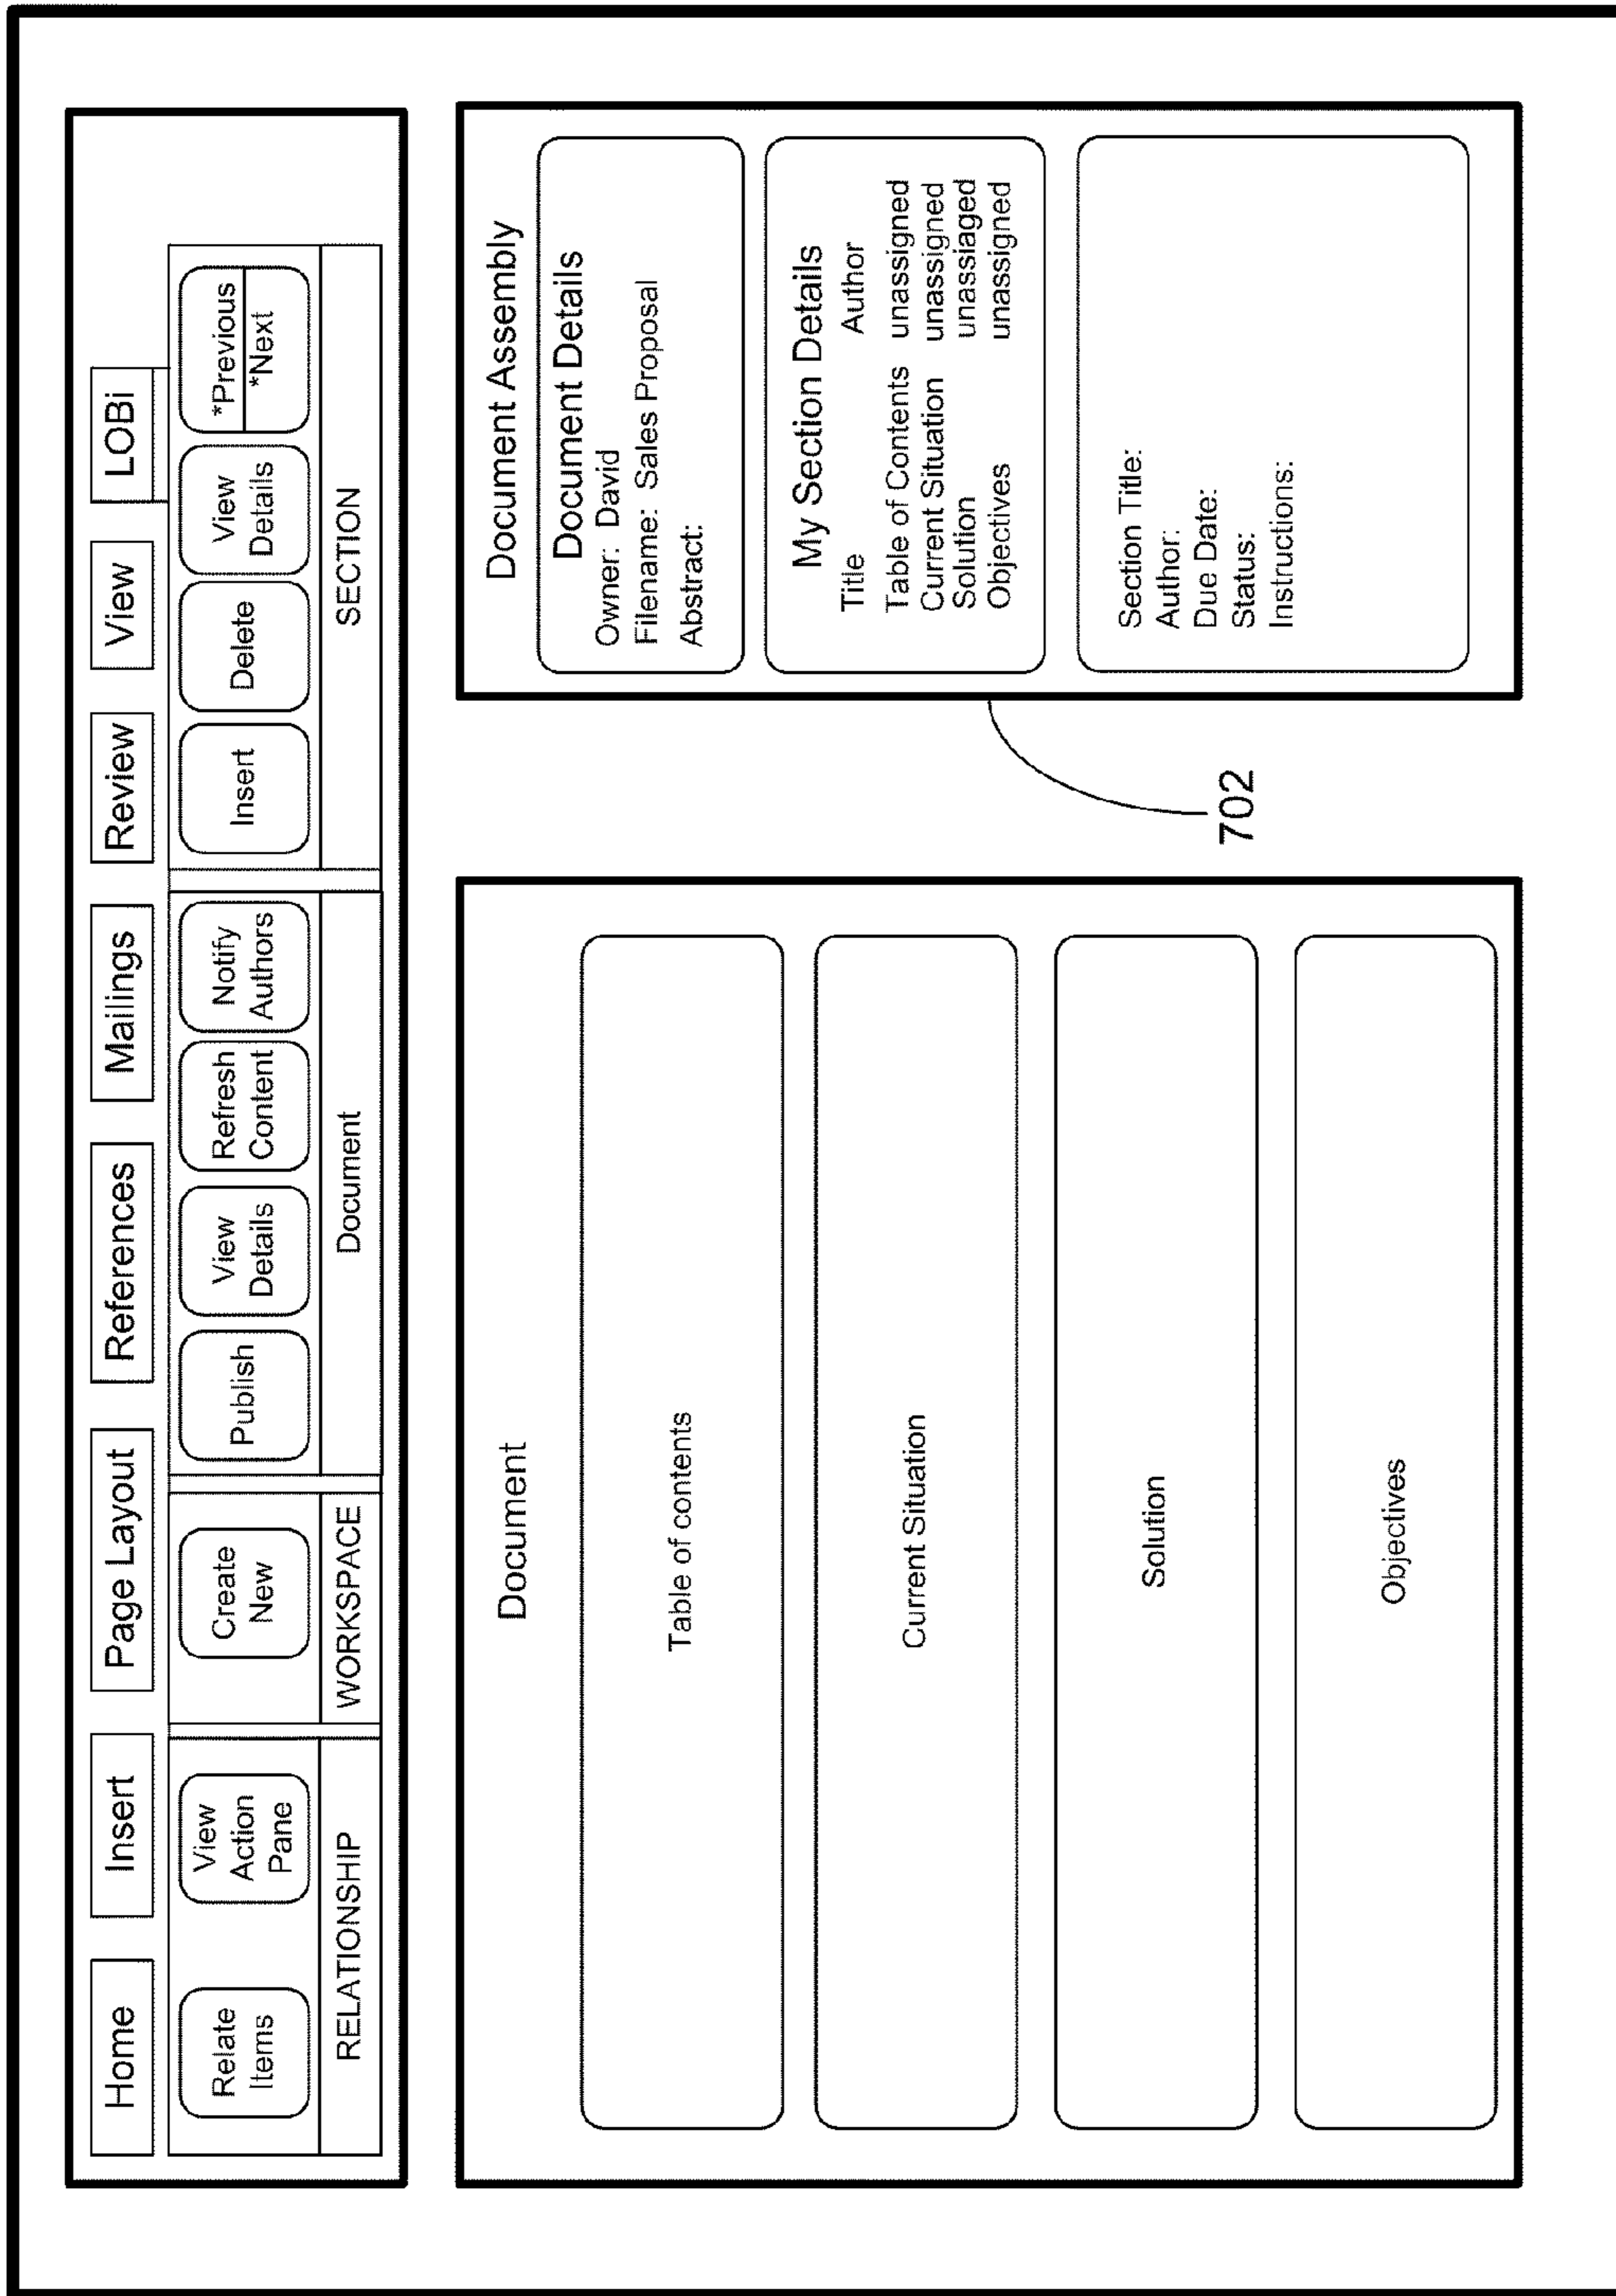 Home
Insert
Page Layout
References
Mailings
Review
View
LOBi
Relate
Items
View
Action
Pane
RELATIONSHIP
Create
New
WORKSPACE
Publish
View
Details
Refresh
Content
Notify
Authors
Document
Insert
Delete
View
Details
*Previous
*Next
SECTION
Document
Table of contents
Current Situation
Solution
Objectives
702
Document Assembly
Document Details
Owner: David
Filename: Sales Proposal
Abstract:
My Section Details
Title Author
Table of Contents unassigned
Current Situation unassigned
Solution unassiaged
Objectives unassigned
Section Title:
Author:
Due Date:
Status:
Instructions: